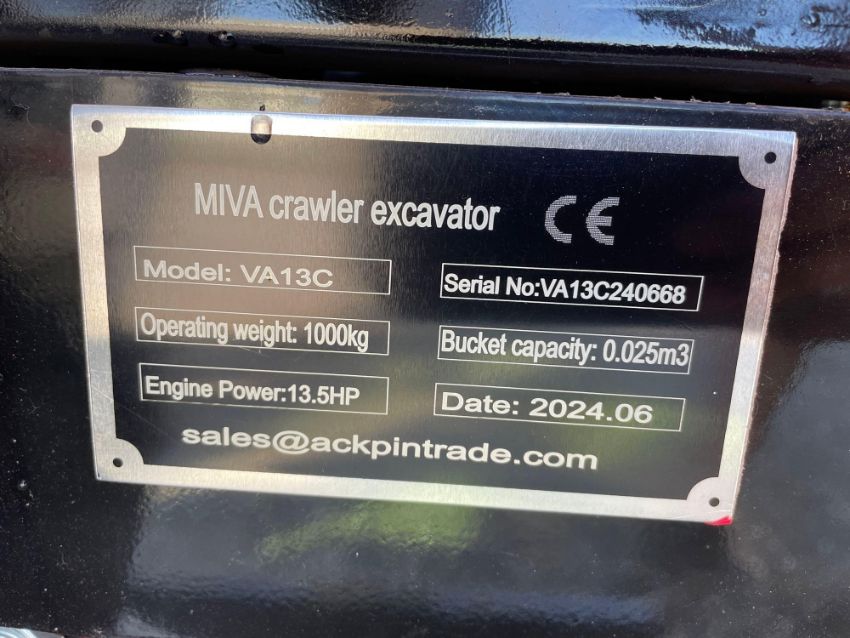 MIVA crawler excavator CE
Model: VA13C
Serial No:VA13C240668
Operating weight: 1000kg
Bucket capacity: 0.025m3
Engine Power:13.5HP
Date: 2024.06
sales@ackpintrade.com